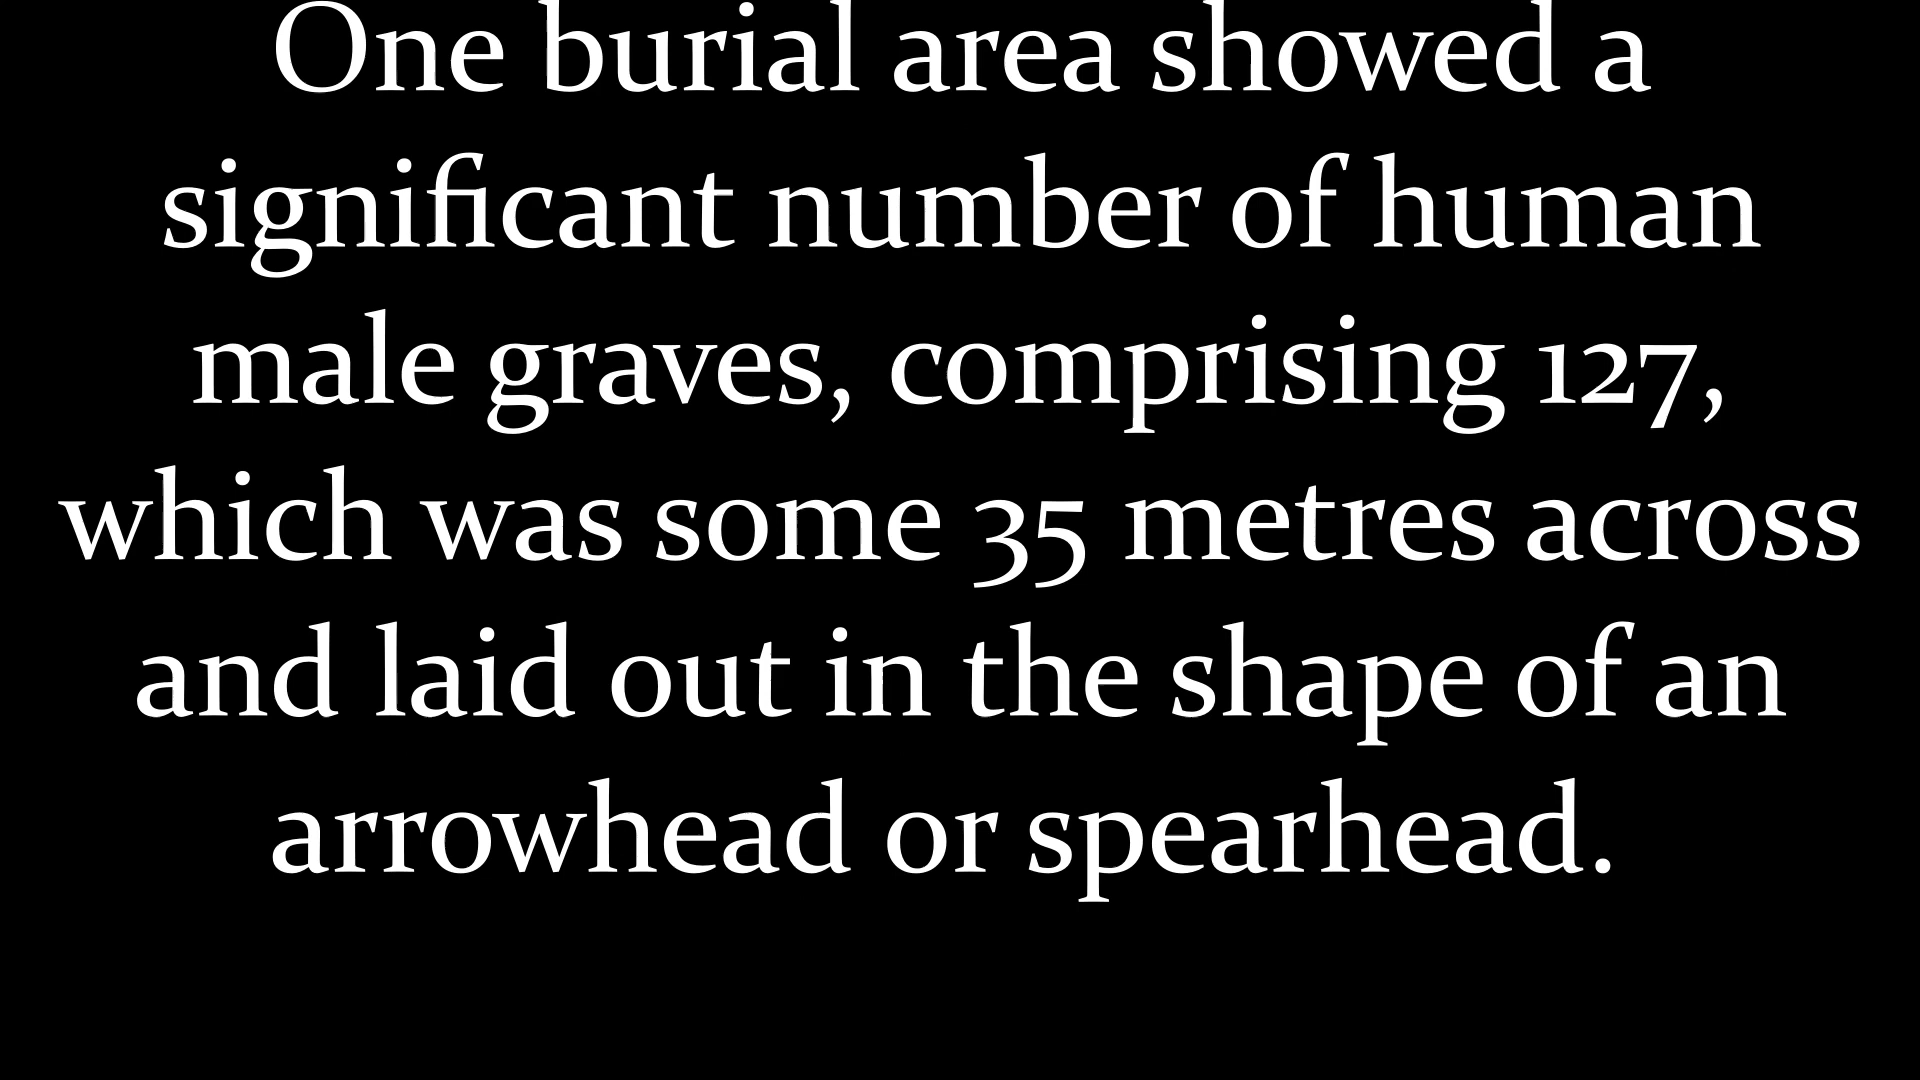 One burial area showed a
significant number of human
male graves, comprising 127,
which was some 35 metres across
and laid out in the shape of an
arrowhead or spearhead.